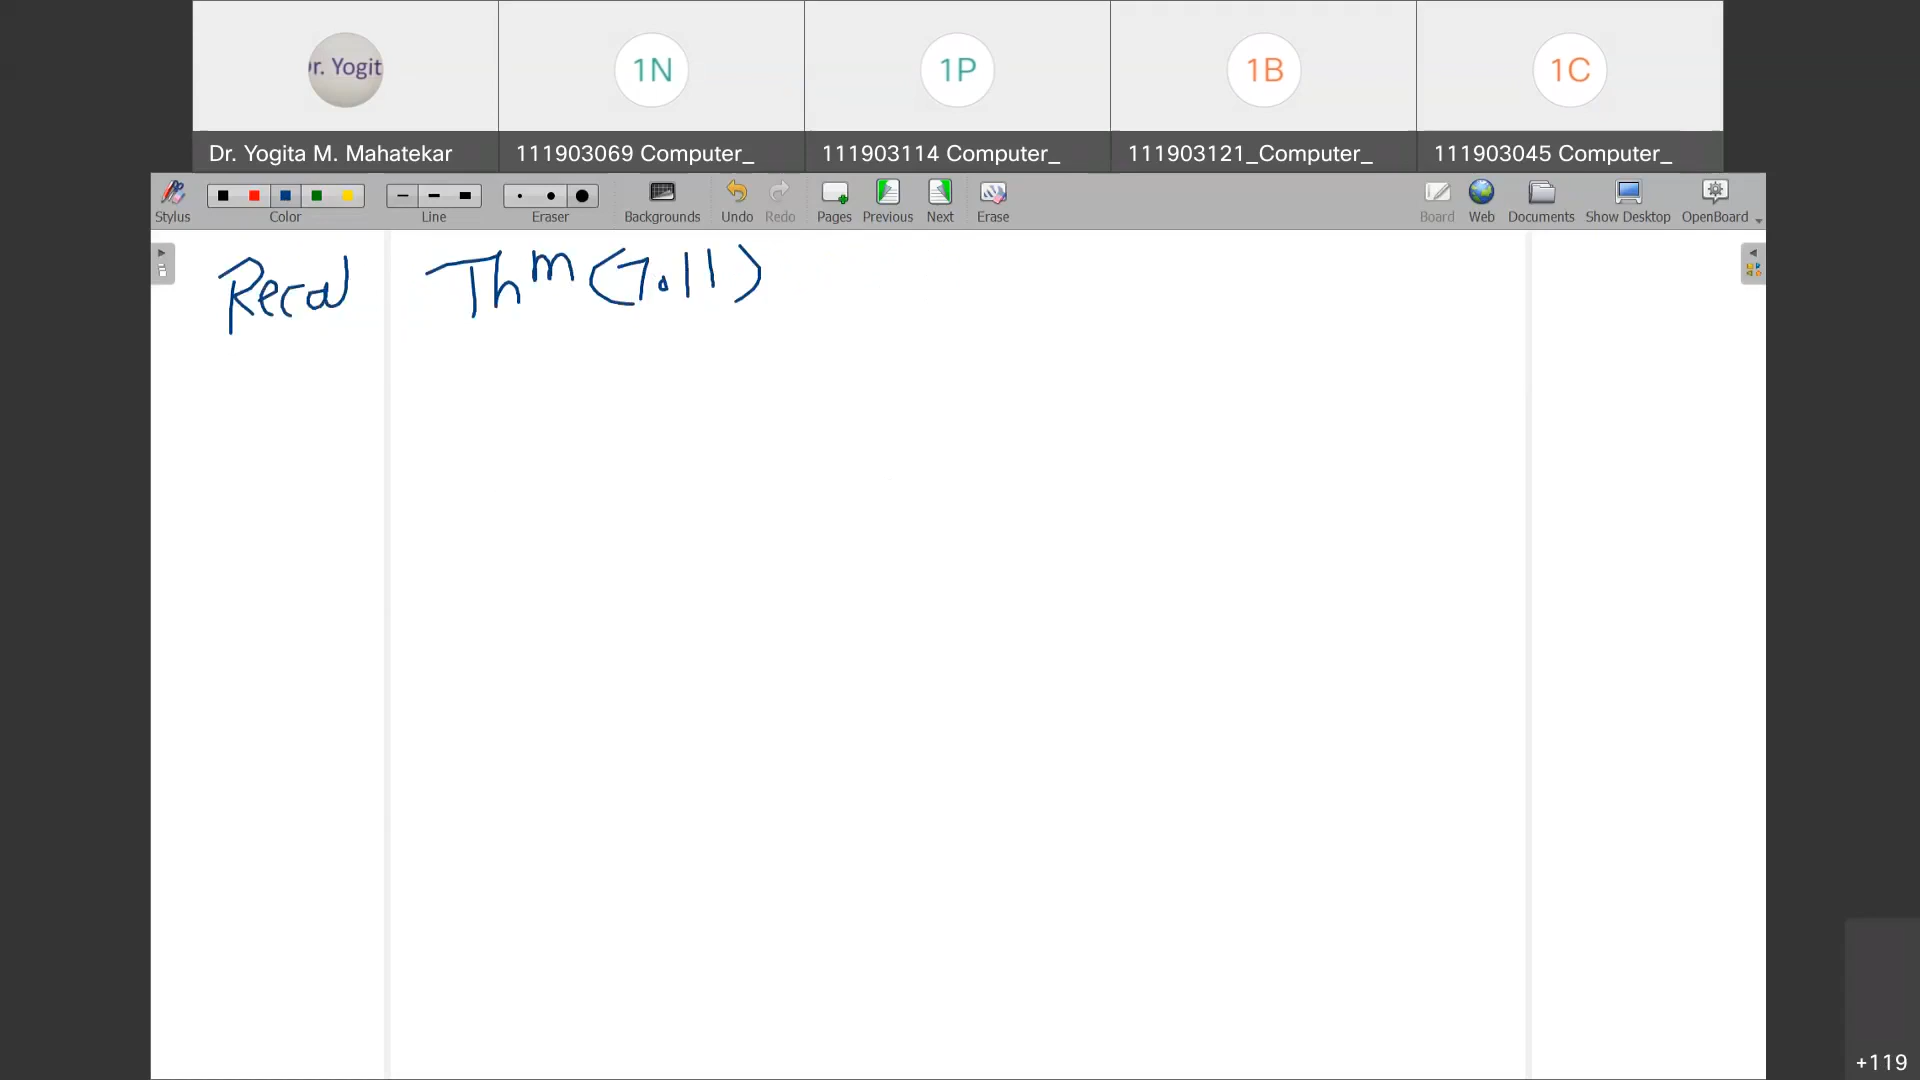 r. Yogit 1N 1P 1B 1C
Dr. Yogita M. Mahatekar 111903069 Computer_ 111903114 Computer_ 111903121_Computer_ 111903045 Computer_
Stylus Color Line Eraser Backgrounds Undo Redo Pages Previous Next Erase Board Web Documents Show Desktop OpenBoard
Recal Thm (7.11)
+119